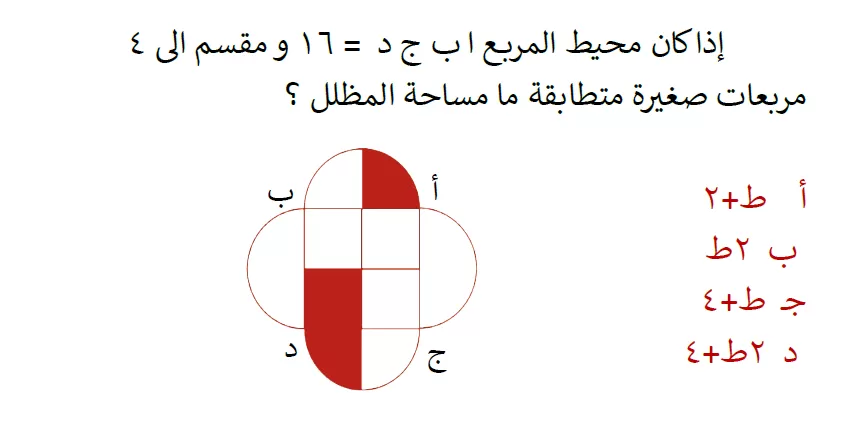 إذا كان محيط المربع ا ب ج د = ١٦ و مقسم الى ٤
مربعات صغيرة متطابقة ما مساحة المظلل ؟
أ ط+٢
ب ٢ط
جـ ط+٤
د ٢ط+٤
ب أ
د ج